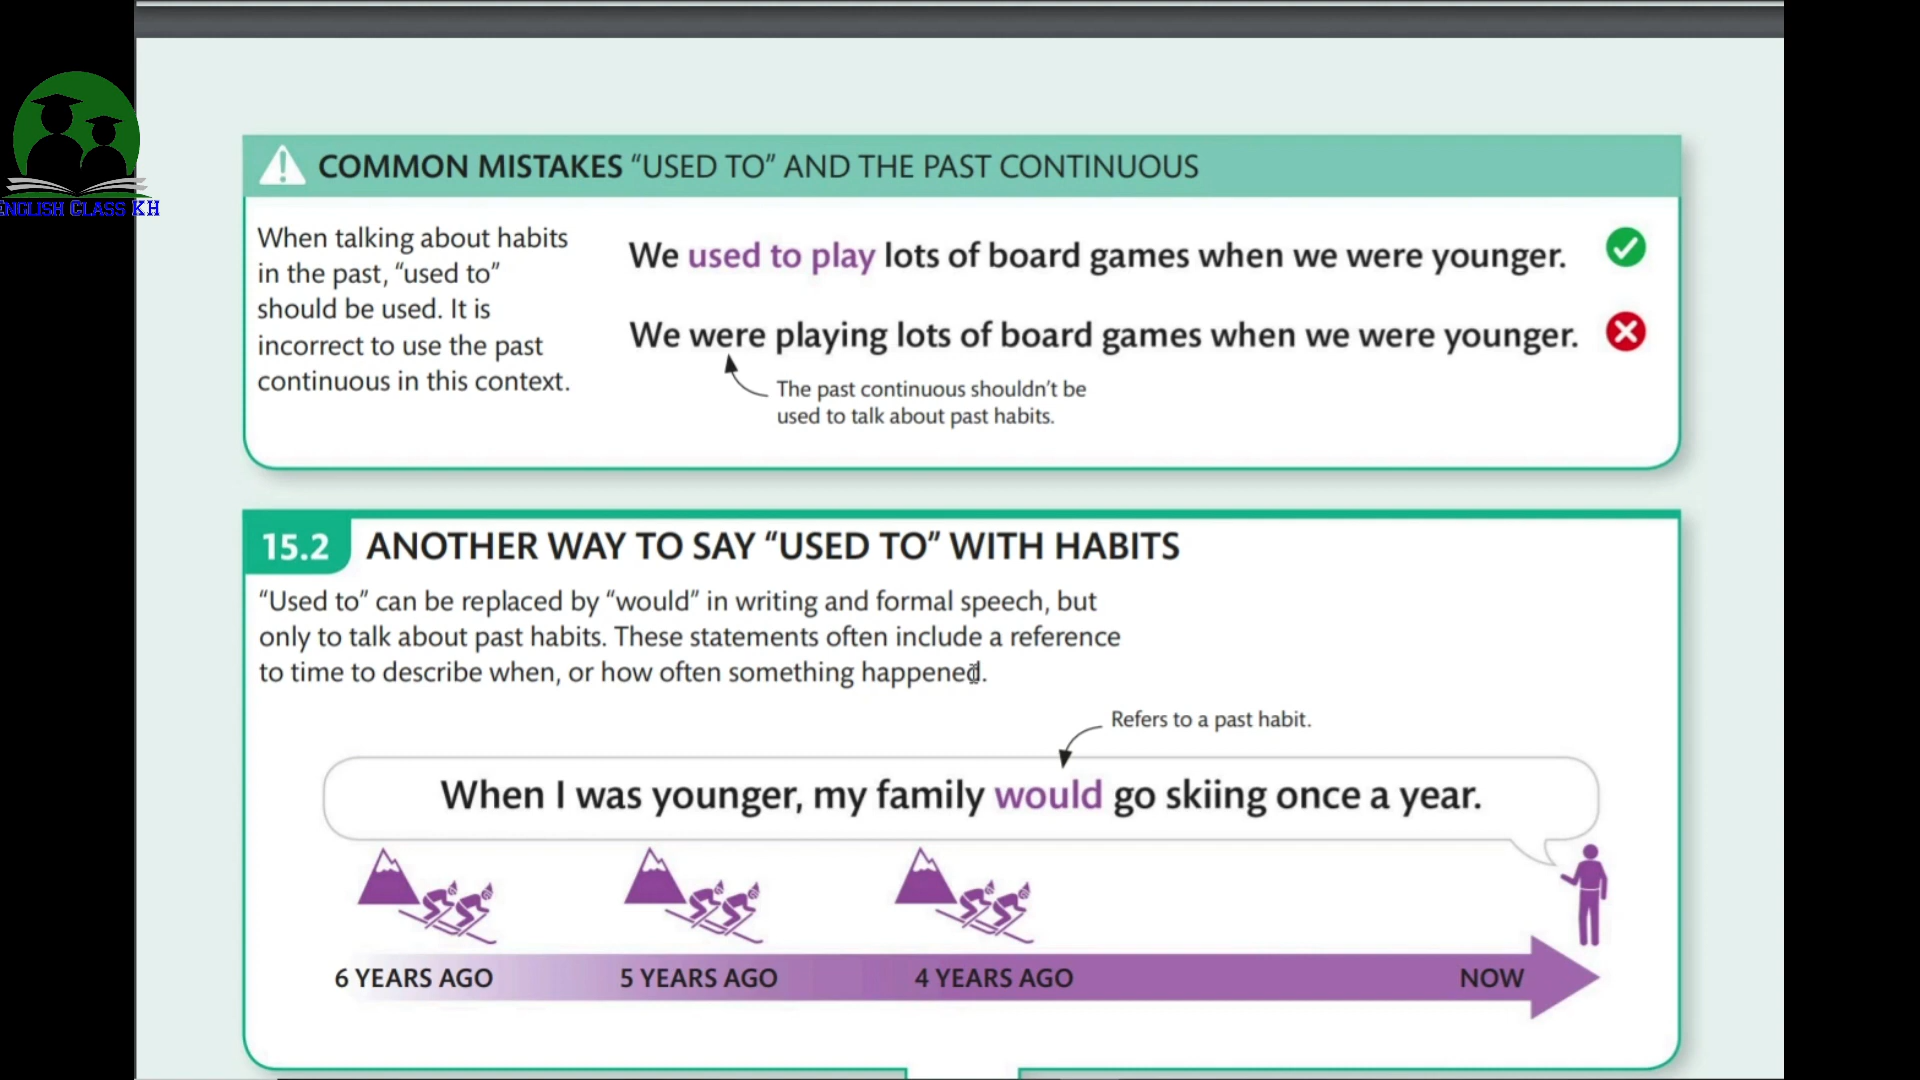 ENGLISH CLASS KH
COMMON MISTAKES “USED TO” AND THE PAST CONTINUOUS
When talking about habits
in the past, “used to”
should be used. It is
incorrect to use the past
continuous in this context.
We used to play lots of board games when we were younger.
We were playing lots of board games when we were younger.
The past continuous shouldn’t be
used to talk about past habits.
15.2 ANOTHER WAY TO SAY “USED TO” WITH HABITS
“Used to” can be replaced by “would” in writing and formal speech, but
only to talk about past habits. These statements often include a reference
to time to describe when, or how often something happened.
Refers to a past habit.
When I was younger, my family would go skiing once a year.
6 YEARS AGO 5 YEARS AGO 4 YEARS AGO NOW